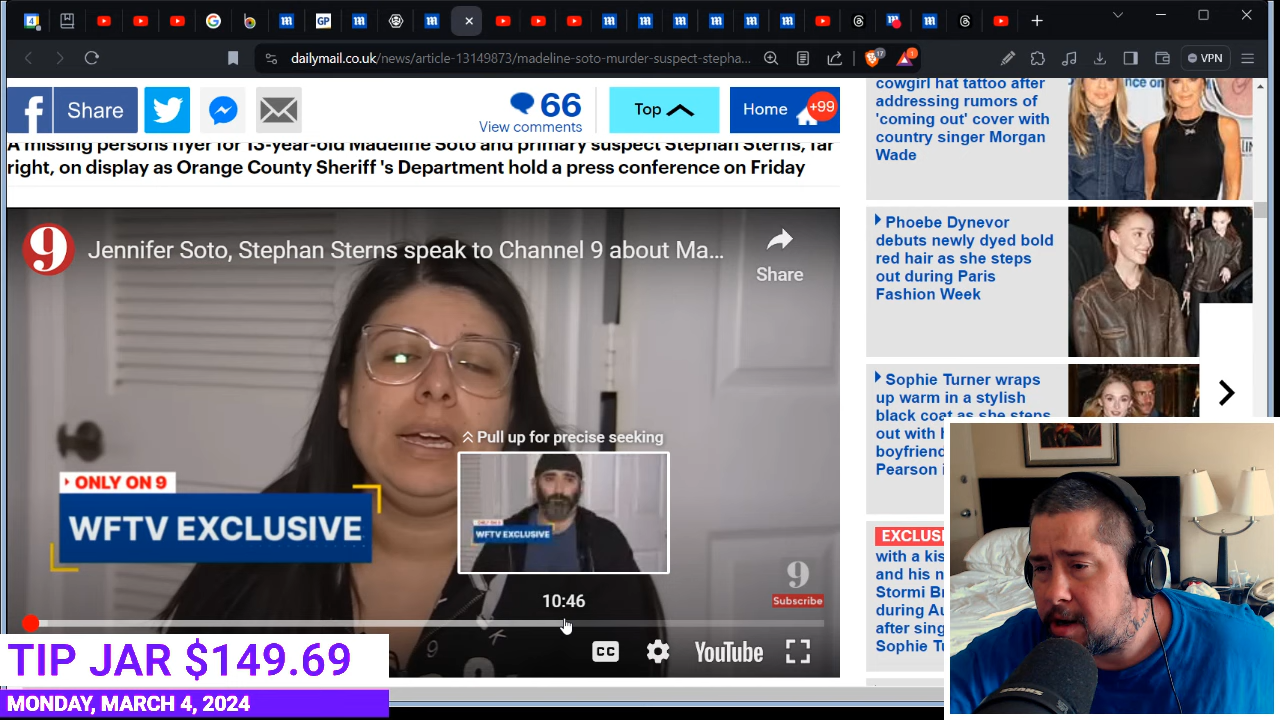 dailymail.co.uk/news/article-13149873/madeline-soto-murder-suspect-stepha...
VPN
Share
66
View comments
Top
Home
+99
A missing persons flyer for 13-year-old Madeline Soto and primary suspect Stephan Sterns, far
right, on display as Orange County Sheriff 's Department hold a press conference on Friday
9
Jennifer Soto, Stephan Sterns speak to Channel 9 about Ma...
Share
Pull up for precise seeking
ONLY ON 9
WFTV EXCLUSIVE
WFTV EXCLUSIVE
10:46
9
Subscribe
CC
YouTube
cowgirl hat tattoo after
addressing rumors of
'coming out' cover with
country singer Morgan
Wade
Phoebe Dynevor
debuts newly dyed bold
red hair as she steps
out during Paris
Fashion Week
Sophie Turner wraps
up warm in a stylish
black coat as she steps
out with
boyfriend
Pearson
EXCLUSI
with a kis
and his n
Stormi Br
during Au
after sing
Sophie Tu
TIP JAR $149.69
MONDAY, MARCH 4, 2024